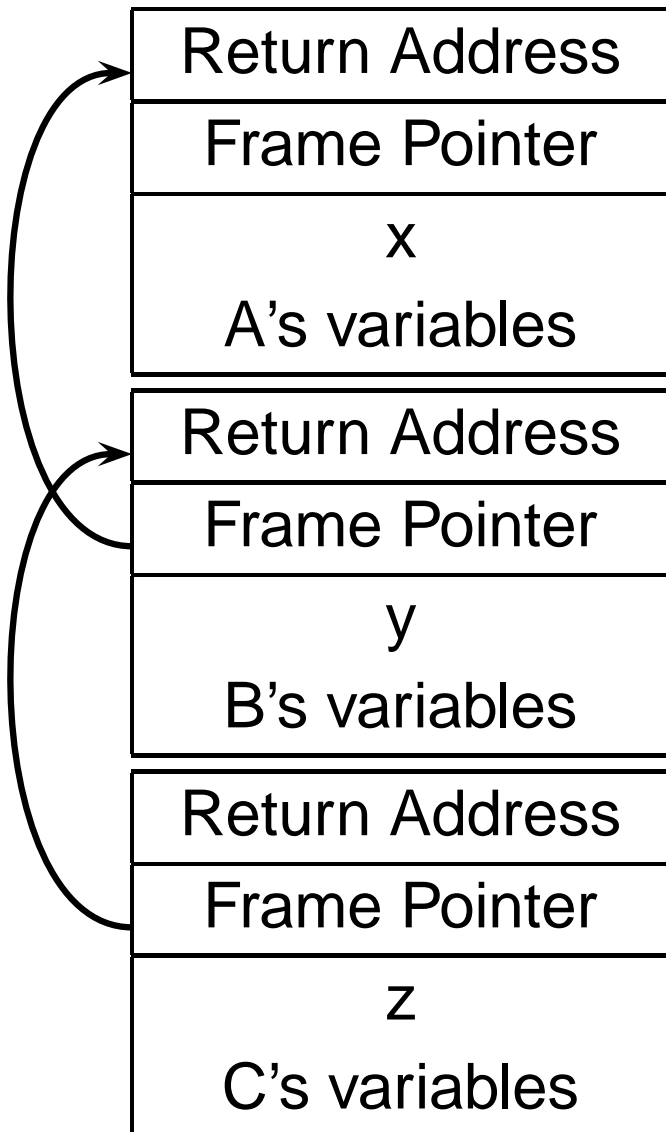 Return Address
Frame Pointer
x
A's variables
Return Address
Frame Pointer
y
B's variables
Return Address
Frame Pointer
z
C's variables